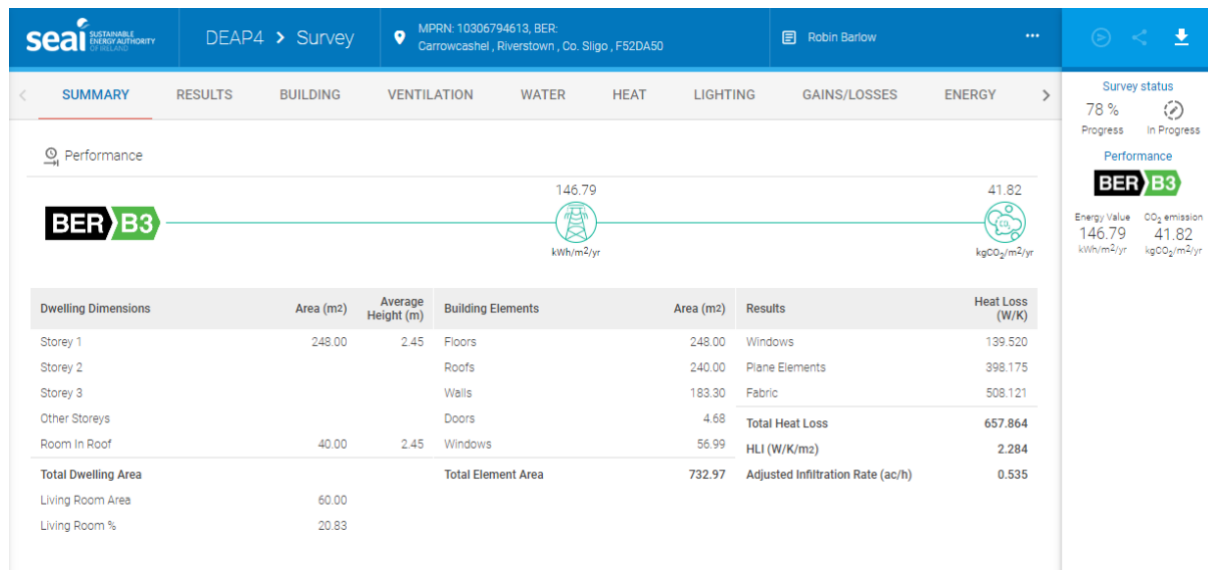 seai SUSTAINABLE ENERGY AUTHORITY OF IRELAND
DEAP4 > Survey
MPRN: 10306794613, BER:
Carrowcashel , Riverstown , Co. Sligo , F52DA50
Robin Barlow
...
SUMMARY RESULTS BUILDING VENTILATION WATER HEAT LIGHTING GAINS/LOSSES ENERGY
Survey status
78 %
Progress In Progress
Performance
BER B3
Energy Value CO2 emission
146.79 41.82
kWh/m2/yr kgCO2/m2/yr
Performance
146.79 41.82
BER B3
CO2
kWh/m2/yr kgCO2/m2/yr
Dwelling Dimensions Area (m2) Average Height (m) Building Elements Area (m2) Results Heat Loss (W/K)
Storey 1 248.00 2.45 Floors 248.00 Windows 139.520
Storey 2 Roofs 240.00 Plane Elements 398.175
Storey 3 Walls 183.30 Fabric 508.121
Other Storeys Doors 4.68 Total Heat Loss 657.864
Room In Roof 40.00 2.45 Windows 56.99 HLI (W/K/m2) 2.284
Total Dwelling Area Total Element Area 732.97 Adjusted Infiltration Rate (ac/h) 0.535
Living Room Area 60.00
Living Room % 20.83